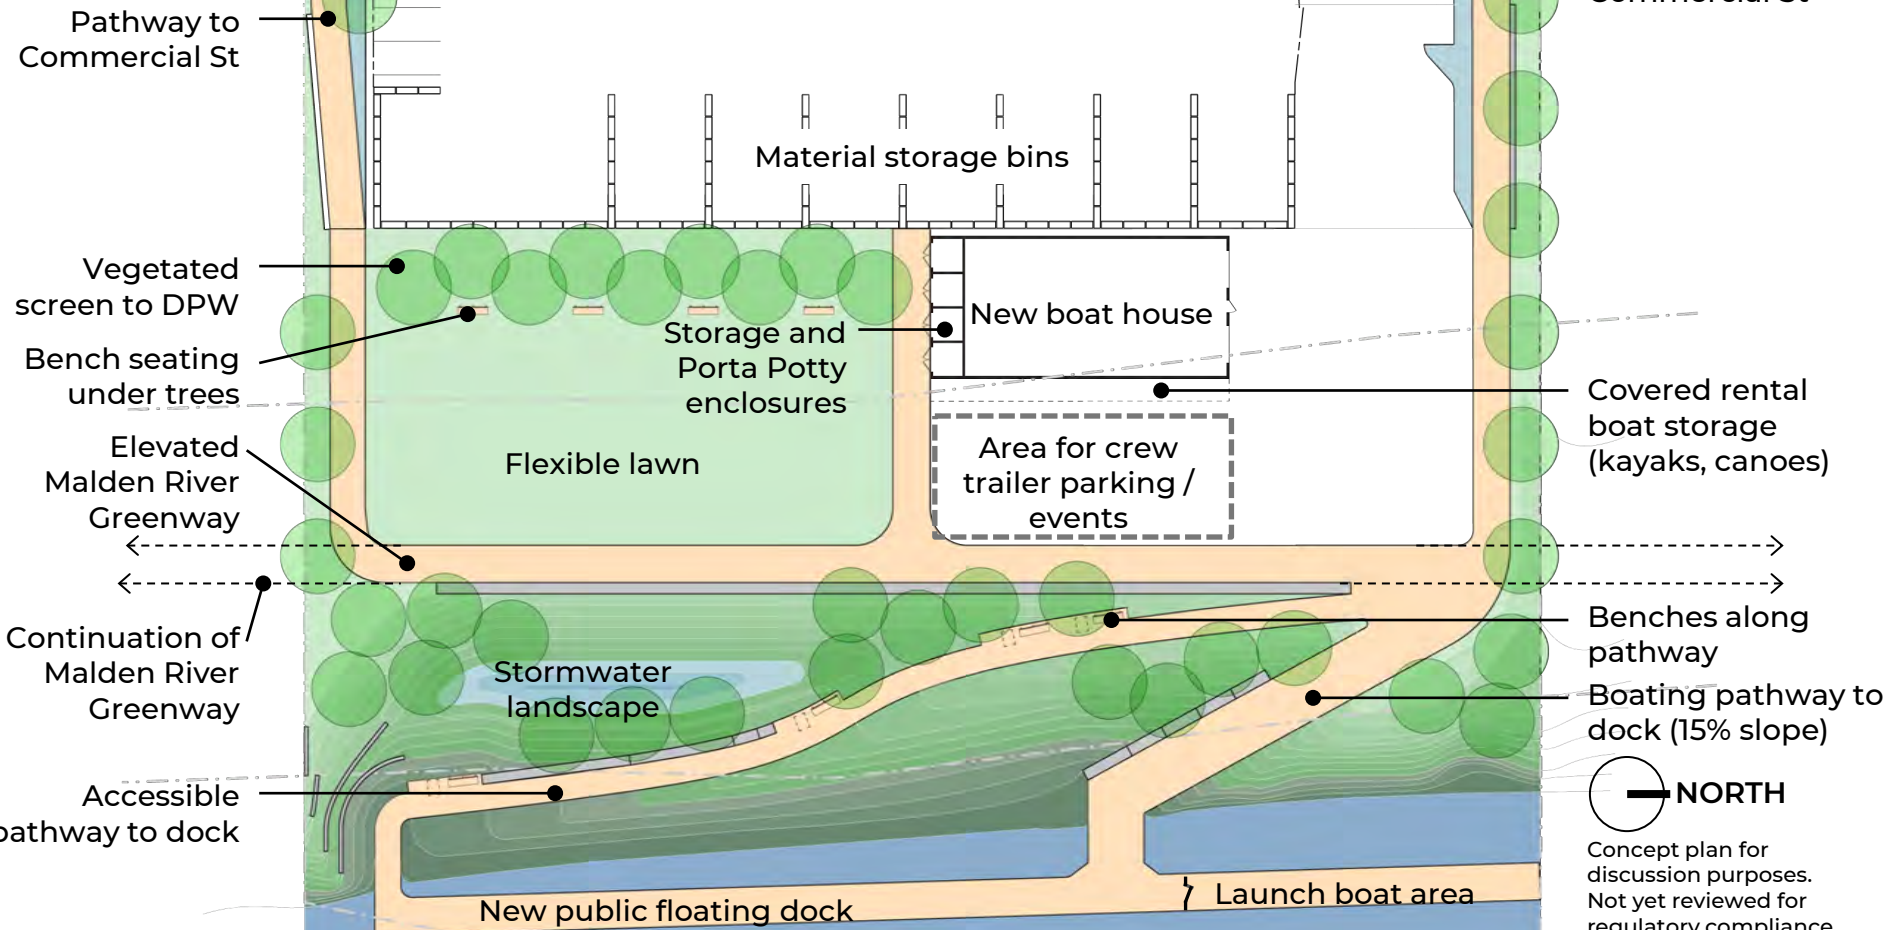 Pathway to
Commercial St
Commercial St
Material storage bins
Vegetated
screen to DPW
Bench seating
under trees
Storage and
Porta Potty
enclosures
New boat house
Covered rental
boat storage
(kayaks, canoes)
Elevated
Malden River
Greenway
Flexible lawn
Area for crew
trailer parking /
events
Continuation of
Malden River
Greenway
Stormwater
landscape
Benches along
pathway
Boating pathway to
dock (15% slope)
Accessible
pathway to dock
NORTH
New public floating dock
Launch boat area
Concept plan for
discussion purposes.
Not yet reviewed for
regulatory compliance